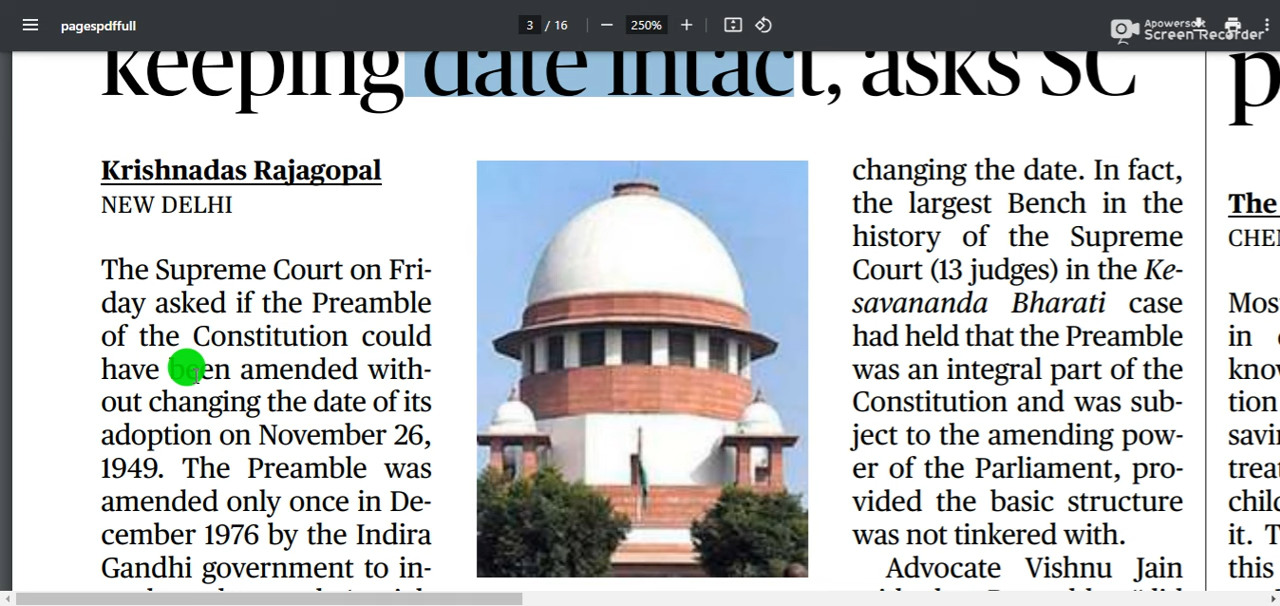 pagespdffull
3 / 16
250%
Apowersoft
Screen Recorder
keeping date intact, asks SC
Krishnadas Rajagopal
NEW DELHI
The Supreme Court on Fri-
day asked if the Preamble
of the Constitution could
have been amended with-
out changing the date of its
adoption on November 26,
1949. The Preamble was
amended only once in De-
cember 1976 by the Indira
Gandhi government to in-
changing the date. In fact,
the largest Bench in the
history of the Supreme
Court (13 judges) in the Ke-
savananda Bharati case
had held that the Preamble
was an integral part of the
Constitution and was sub-
ject to the amending pow-
er of the Parliament, pro-
vided the basic structure
was not tinkered with.
Advocate Vishnu Jain
The
CHEN
Mos
in
know
tion
savin
treat
child
it. T
this